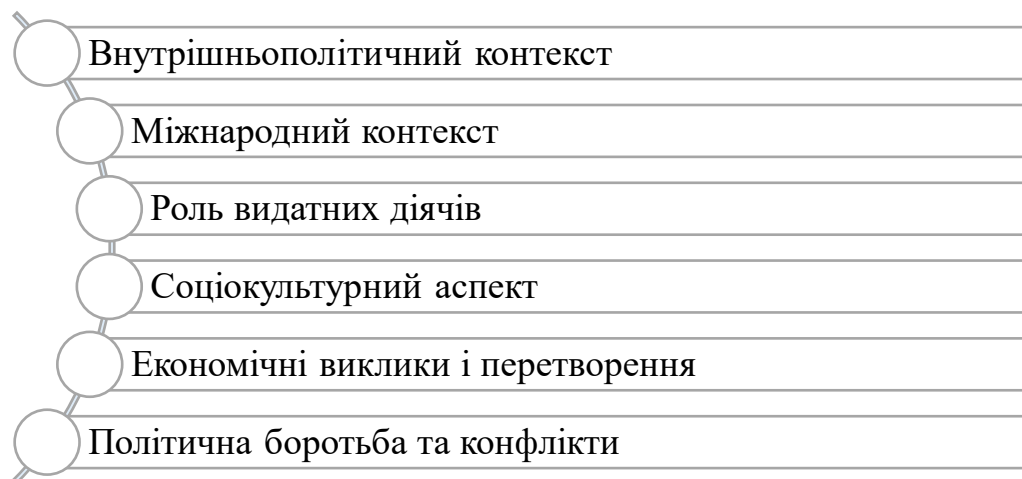 Внутрішньополітичний контекст
Міжнародний контекст
Роль видатних діячів
Соціокультурний аспект
Економічні виклики і перетворення
Політична боротьба та конфлікти